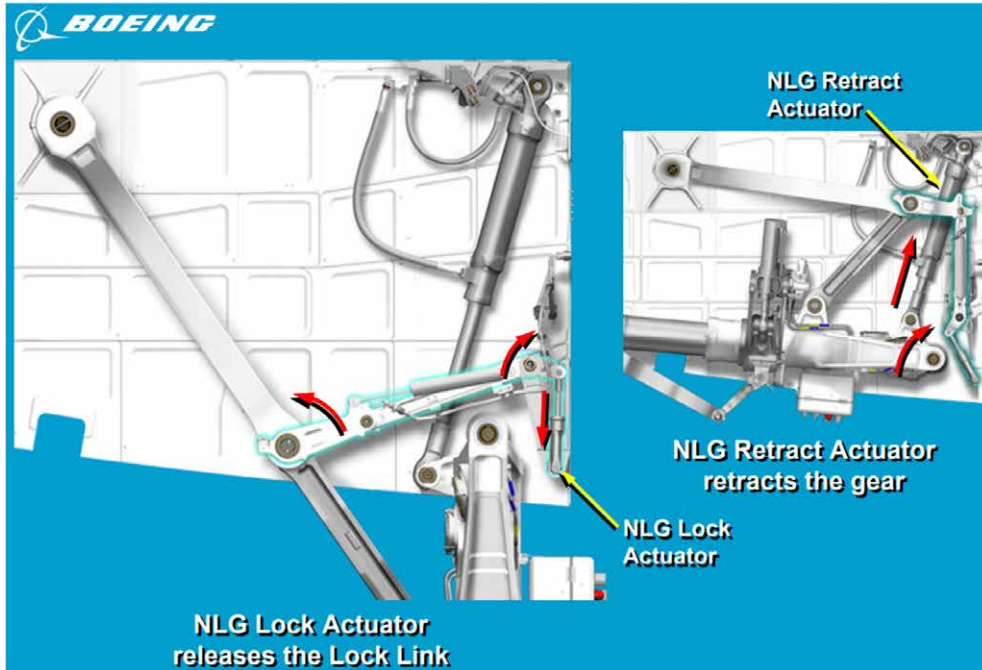 BOEING
NLG Retract
Actuator
NLG Retract Actuator
retracts the gear
NLG Lock
Actuator
NLG Lock Actuator
releases the Lock Link